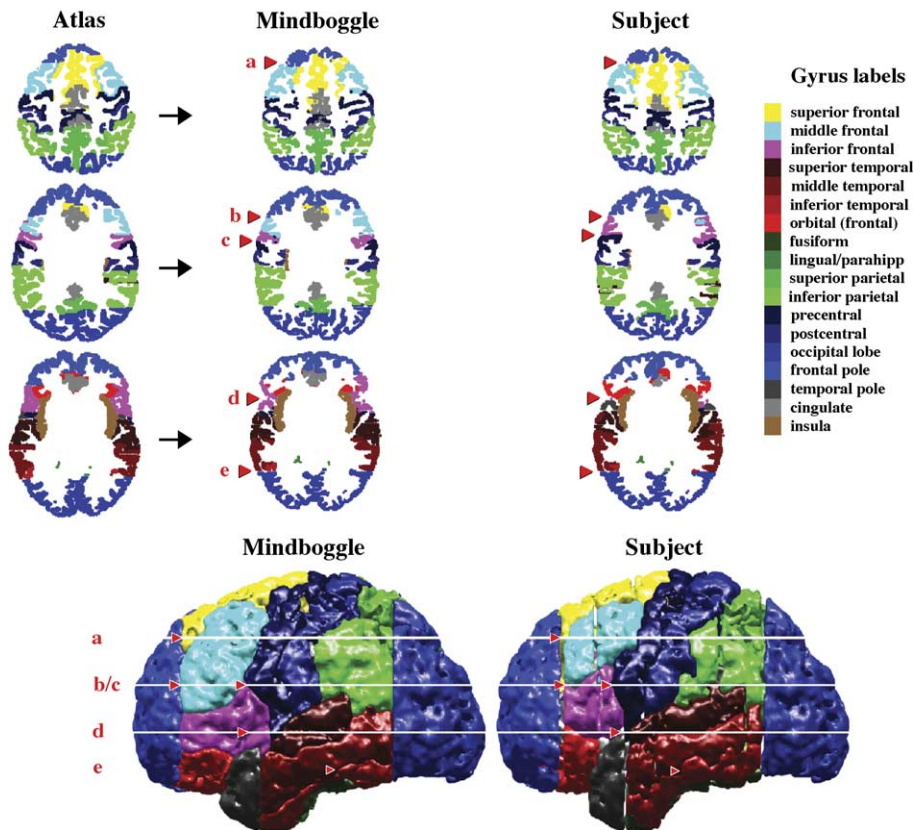 Atlas
Mindboggle
Subject
a
Gyrus labels
superior frontal
middle frontal
inferior frontal
superior temporal
middle temporal
inferior temporal
orbital (frontal)
fusiform
lingual/parahipp
superior parietal
inferior parietal
precentral
postcentral
occipital lobe
frontal pole
temporal pole
cingulate
insula
b
c
d
e
Mindboggle
Subject
a
b/c
d
e